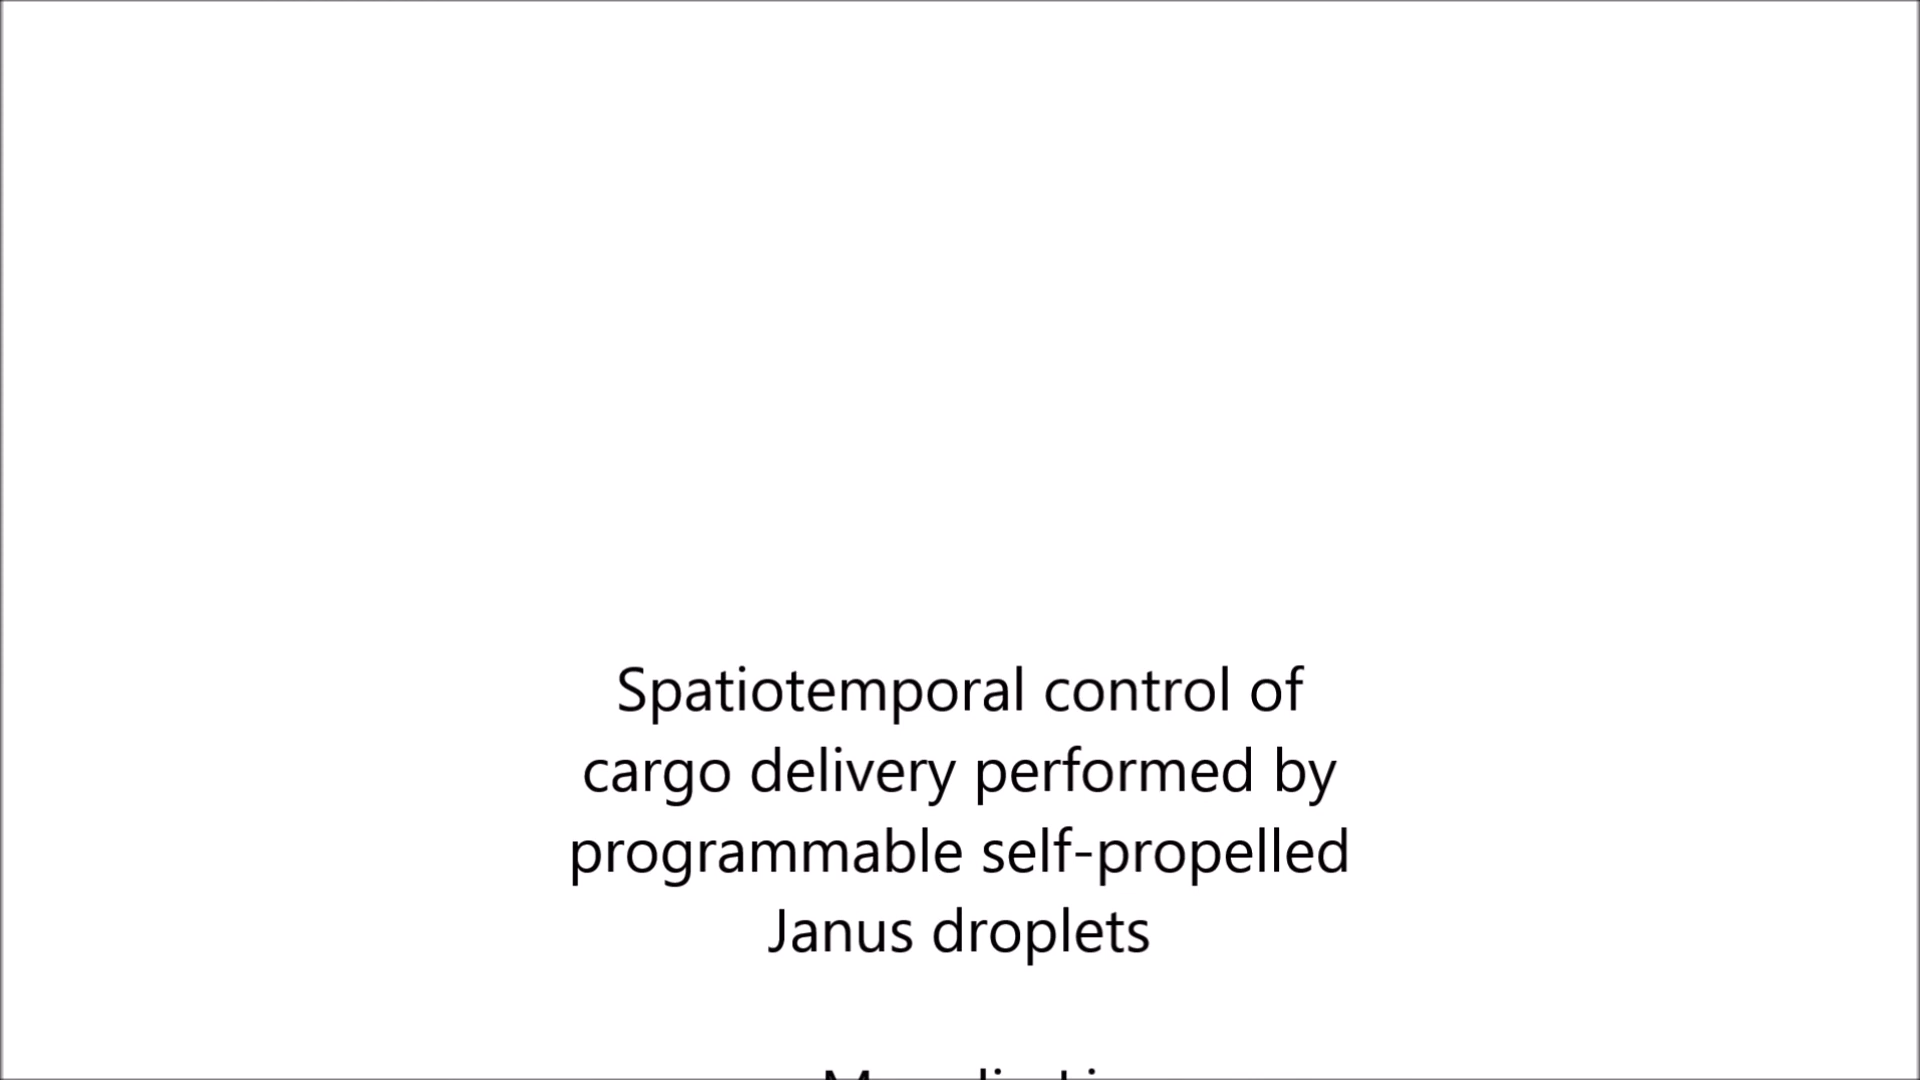 Spatiotemporal control of
cargo delivery performed by
programmable self-propelled
Janus droplets